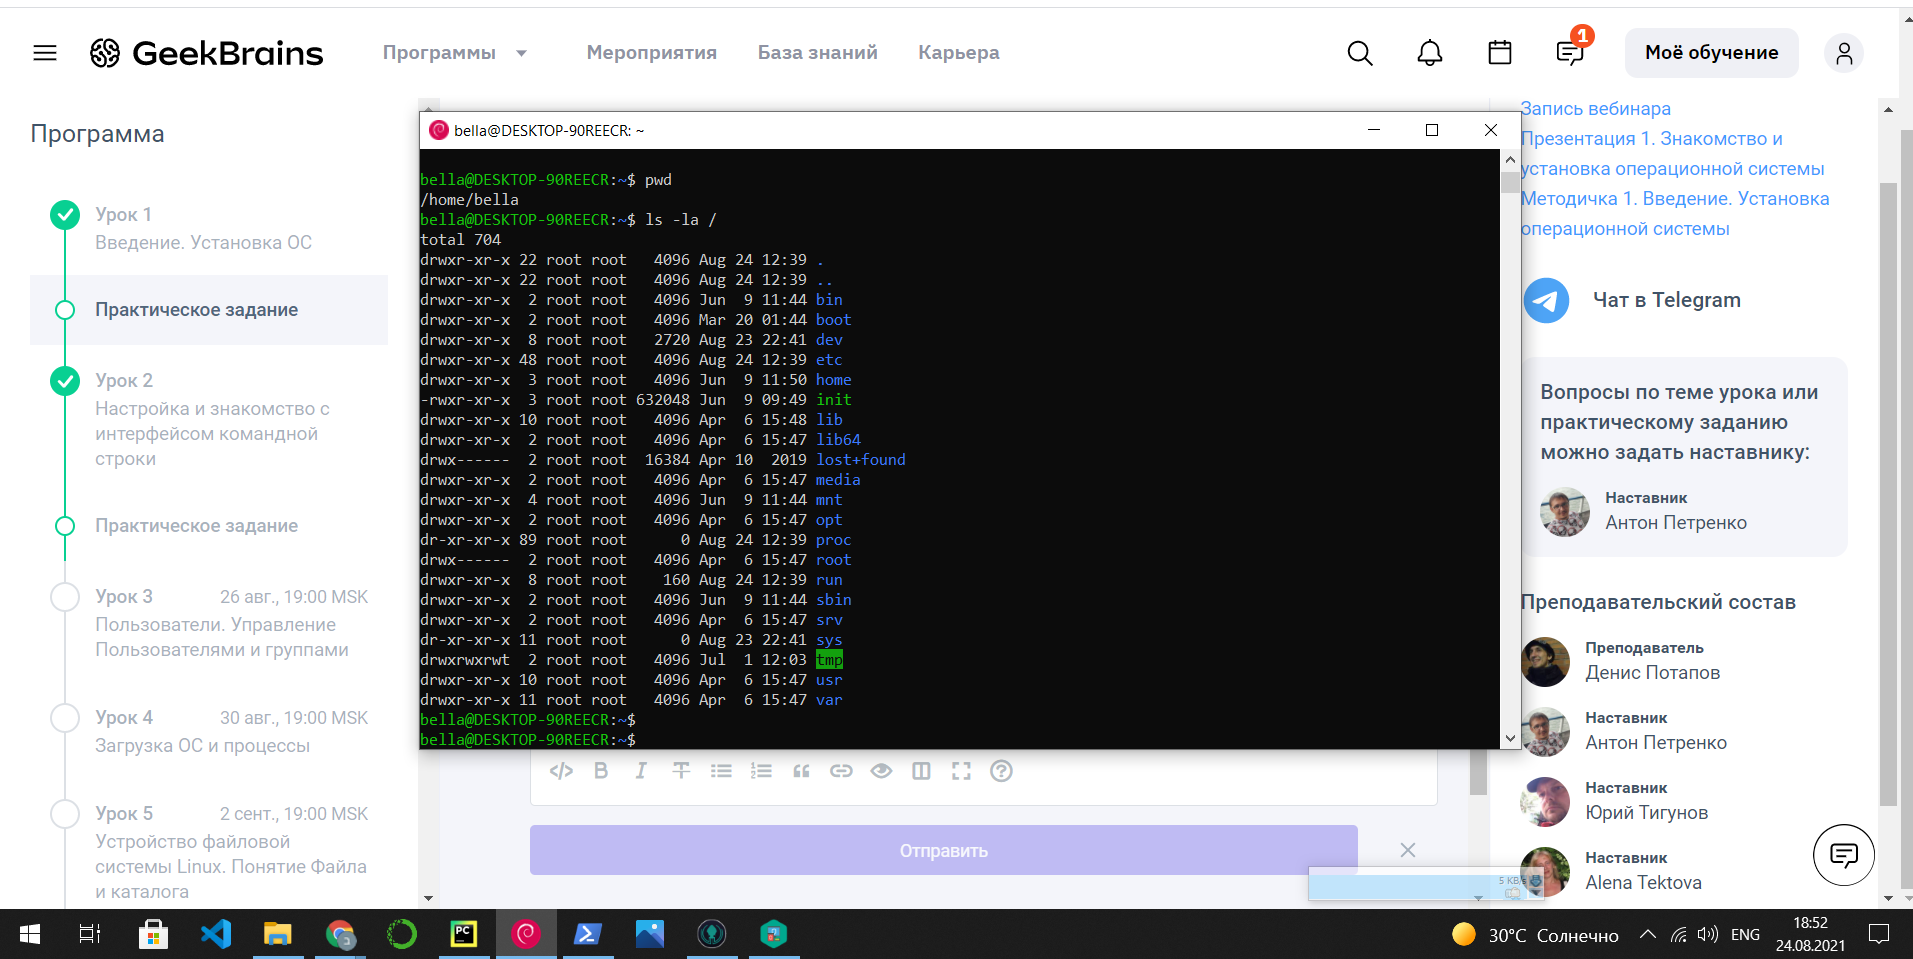 GeekBrains
Программы
Мероприятия
База знаний
Карьера
1
Моё обучение
Программа
Урок 1
Введение. Установка ОС
Практическое задание
Урок 2
Настройка и знакомство с
интерфейсом командной
строки
Практическое задание
Урок 3 26 авг., 19:00 MSK
Пользователи. Управление
Пользователями и группами
Урок 4 30 авг., 19:00 MSK
Загрузка ОС и процессы
Урок 5 2 сент., 19:00 MSK
Устройство файловой
системы Linux. Понятие Файла
и каталога
bella@DESKTOP-90REECR: ~
bella@DESKTOP-90REECR:~$ pwd
/home/bella
bella@DESKTOP-90REECR:~$ ls -la /
total 704
drwxr-xr-x 22 root root   4096 Aug 24 12:39 .
drwxr-xr-x 22 root root   4096 Aug 24 12:39 ..
drwxr-xr-x  2 root root   4096 Jun  9 11:44 bin
drwxr-xr-x  2 root root   4096 Mar 20 01:44 boot
drwxr-xr-x  8 root root   2720 Aug 23 22:41 dev
drwxr-xr-x 48 root root   4096 Aug 24 12:39 etc
drwxr-xr-x  3 root root   4096 Jun  9 11:50 home
-rwxr-xr-x  3 root root 632048 Jun  9 09:49 init
drwxr-xr-x 10 root root   4096 Apr  6 15:48 lib
drwxr-xr-x  2 root root   4096 Apr  6 15:47 lib64
drwx------  2 root root  16384 Apr 10  2019 lost+found
drwxr-xr-x  2 root root   4096 Apr  6 15:47 media
drwxr-xr-x  4 root root   4096 Jun  9 11:44 mnt
drwxr-xr-x  2 root root   4096 Apr  6 15:47 opt
dr-xr-xr-x 89 root root      0 Aug 24 12:39 proc
drwx------  2 root root   4096 Apr  6 15:47 root
drwxr-xr-x  8 root root    160 Aug 24 12:39 run
drwxr-xr-x  2 root root   4096 Jun  9 11:44 sbin
drwxr-xr-x  2 root root   4096 Apr  6 15:47 srv
dr-xr-xr-x 11 root root      0 Aug 23 22:41 sys
drwxrwxrwt  2 root root   4096 Jul  1 12:03 tmp
drwxr-xr-x 10 root root   4096 Apr  6 15:47 usr
drwxr-xr-x 11 root root   4096 Apr  6 15:47 var
bella@DESKTOP-90REECR:~$
bella@DESKTOP-90REECR:~$
Отправить
Запись вебинара
Презентация 1. Знакомство и
установка операционной системы
Методичка 1. Введение. Установка
операционной системы
Чат в Telegram
Вопросы по теме урока или
практическому заданию
можно задать наставнику:
Наставник
Антон Петренко
Преподавательский состав
Преподаватель
Денис Потапов
Наставник
Антон Петренко
Наставник
Юрий Тигунов
Наставник
Alena Tektova
5 KB/s
PC
30°C Солнечно
ENG
18:52
24.08.2021